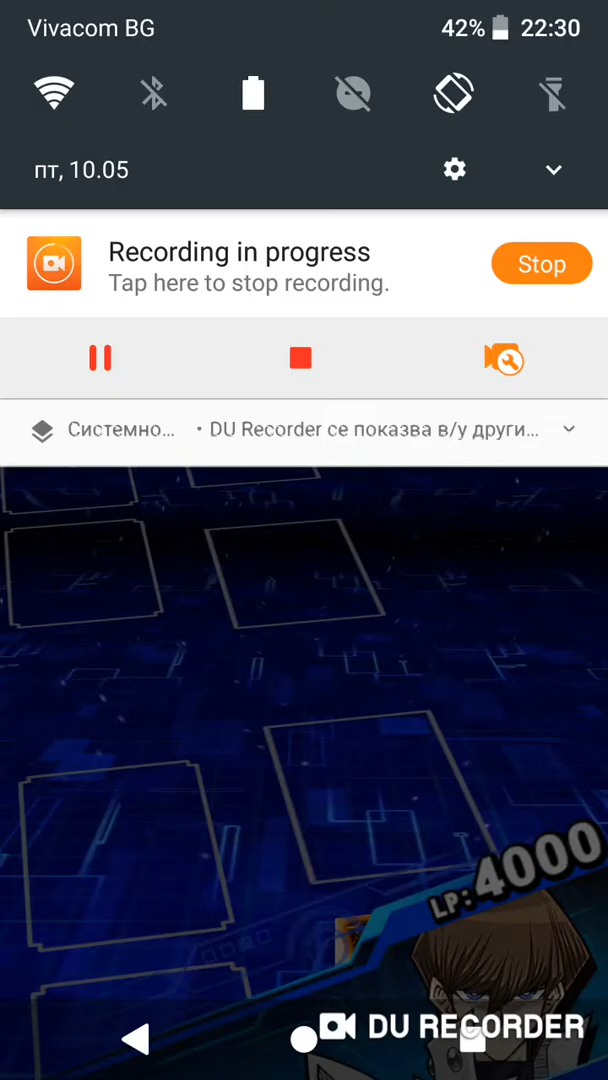 Vivacom BG 42% 22:30
пт, 10.05
Recording in progress
Tap here to stop recording.
Stop
Системно... • DU Recorder се показва в/у други...
LP:4000
DU RECORDER